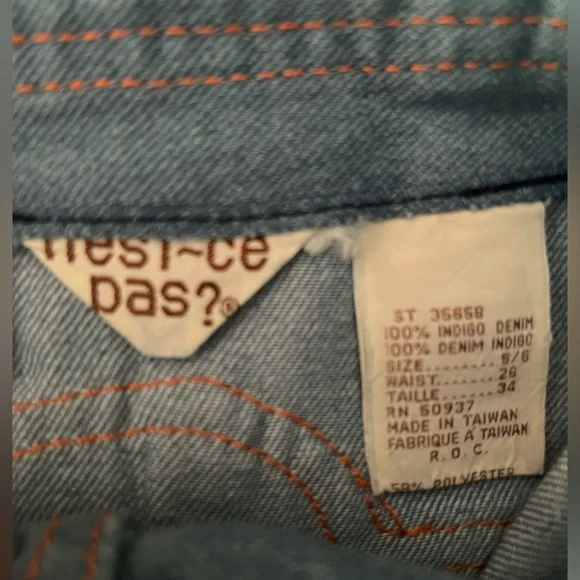 n'est~ce
pas?®
ST 35658
100% INDIGO DENIM
100% DENIM INDIGO
SIZE........ 5/6
WAIST....... 26
TAILLE...... 34
RN 50937
MADE IN TAIWAN
FABRIQUE A TAIWAN
R.O.C.
50% POLYESTER